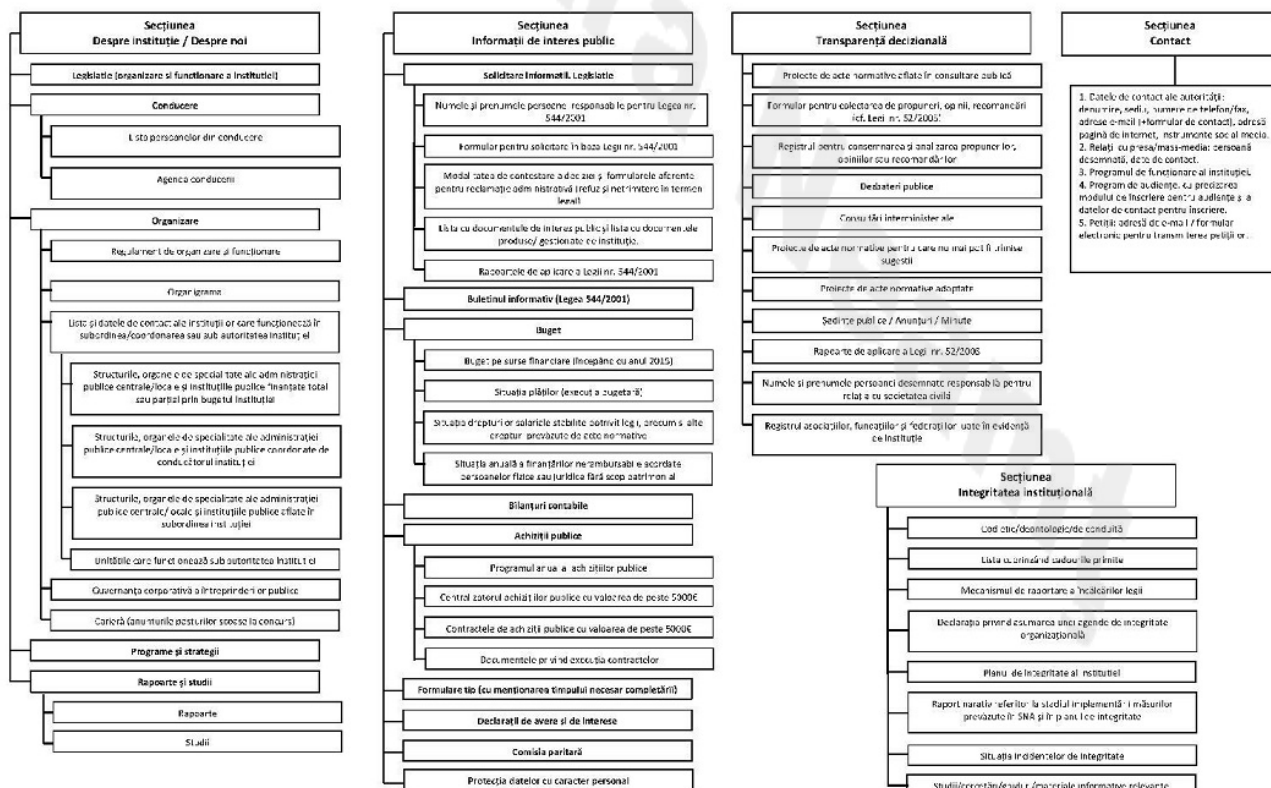 Secțiunea
Despre instituție / Despre noi
Legislatie (organizare si functionare a institutiei)
Conducere
Lista persoanelor din conducere
Agenda conducerii
Organizare
Regulament de organizare și funcționare
Organigrama
Lista și datele de contact ale instituțiilor care funcționează în
subordinea/coordonarea sau sub autoritatea instituției
Structurile, organele de specialitate ale administrației
publice centrale/locale și instituțiile publice finanțate total
sau parțial prin bugetul instituției
Structurile, organele de specialitate ale administrației
publice centrale/locale și instituțiile publice coordonate de
conducătorul instituției
Structurile, organele de specialitate ale administrației
publice centrale/locale și instituțiile publice aflate în
subordinea instituției
Unitățile care funcționează sub autoritatea instituției
Guvernanța corporativă a întreprinderilor publice
Carieră (anunțurile posturilor scoase la concurs)
Programe și strategii
Rapoarte și studii
Rapoarte
Studii
Secțiunea
Informații de interes public
Solicitare informații. Legislație
Numele și prenumele persoanei responsabile pentru Legea nr.
544/2001
Formular pentru solicitare în baza Legii nr. 544/2001
Modalitatea de contestare a deciziei și formularele aferente
pentru reclamație administrativă (refuz și netrimitere în termen
legal)
Lista cu documentele de interes public și lista cu documentele
produse/ gestionate de instituție.
Rapoartele de aplicare a Legii nr. 544/2001
Buletinul informativ (Legea 544/2001)
Buget
Buget pe surse financiare (începând cu anul 2015)
Situația plăților (execuția bugetară)
Situația drepturilor salariale stabilite potrivit legii, precum și alte
drepturi prevăzute de acte normative
Situația anuală a finanțărilor nerambursabile acordate
persoanelor fizice sau juridice fără scop patrimonial
Bilanțuri contabile
Achiziții publice
Programul anual al achizițiilor publice
Centralizatorul achizițiilor publice cu valoarea de peste 5000€
Contractele de achiziții publice cu valoarea de peste 5000€
Documentele privind execuția contractelor
Formulare tip (cu menționarea timpului necesar completării)
Declarații de avere și de interese
Comisia paritară
Protecția datelor cu caracter personal
Secțiunea
Transparență decizională
Proiecte de acte normative aflate în consultare publică
Formular pentru colectarea de propuneri, opinii, recomandări
(cf. Legii nr. 52/2003)
Registrul pentru consemnarea și analizarea propunerilor,
opiniilor sau recomandărilor
Dezbateri publice
Consultări interministeriale
Proiecte de acte normative pentru care nu mai pot fi trimise
sugestii
Proiecte de acte normative adoptate
Ședințe publice / Anunțuri / Minute
Rapoarte de aplicare a Legii nr. 52/2003
Numele și prenumele persoanei desemnate responsabilă pentru
relația cu societatea civilă
Registrul asociațiilor, fundațiilor și federațiilor luate în evidență
de instituție
Secțiunea
Contact
1. Datele de contact ale autorității:
denumire, sediu, numere de telefon/fax,
adrese e-mail (+formular de contact), adresă
pagină de internet, instrumente social media.
2. Relații cu presa/mass-media: persoană
desemnată, date de contact.
3. Programul de funcționare al instituției.
4. Program de audiențe, cu precizarea
modului de înscriere pentru audiențe și a
datelor de contact pentru înscriere.
5. Petiții: adresă de e-mail / formular
electronic pentru transmiterea petițiilor.
Secțiunea
Integritatea instituțională
Cod etic/deontologic/de conduită
Lista cuprinzând cadourile primite
Mecanismul de raportare a încălcărilor legii
Declarația privind asumarea unei agende de integritate
organizațională
Planul de integritate al instituției
Raport narativ referitor la stadiul implementării măsurilor
prevăzute în SNA și în planul de integritate
Situația incidentelor de integritate
Studii/cercetări/ghiduri/materiale informative relevante